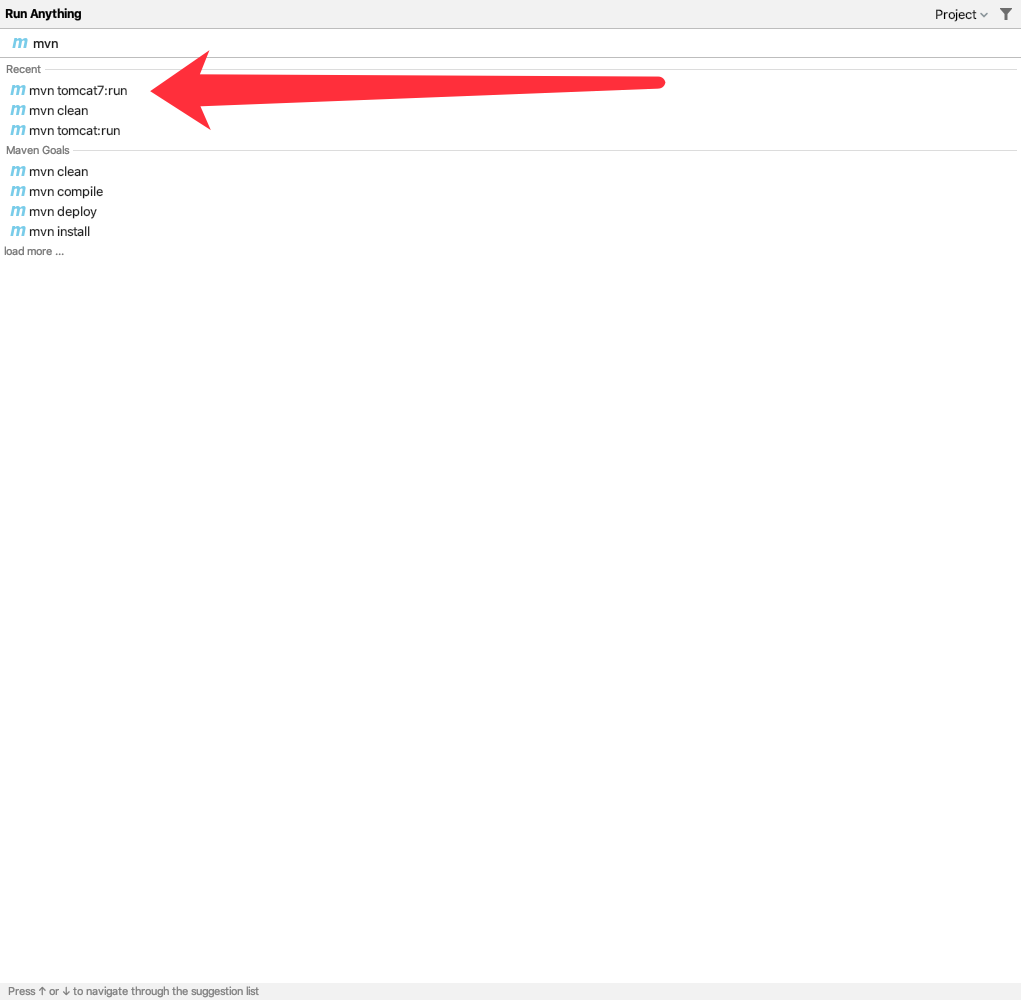 Run Anything
Project
m mvn
Recent
m mvn tomcat7:run
m mvn clean
m mvn tomcat:run
Maven Goals
m mvn clean
m mvn compile
m mvn deploy
m mvn install
load more ...
Press ↑ or ↓ to navigate through the suggestion list